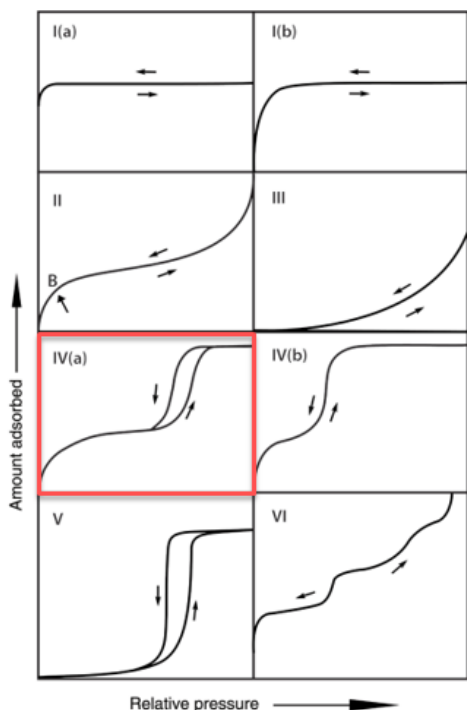 I(a)
I(b)
II
III
B
IV(a)
IV(b)
V
VI
Amount adsorbed
Relative pressure